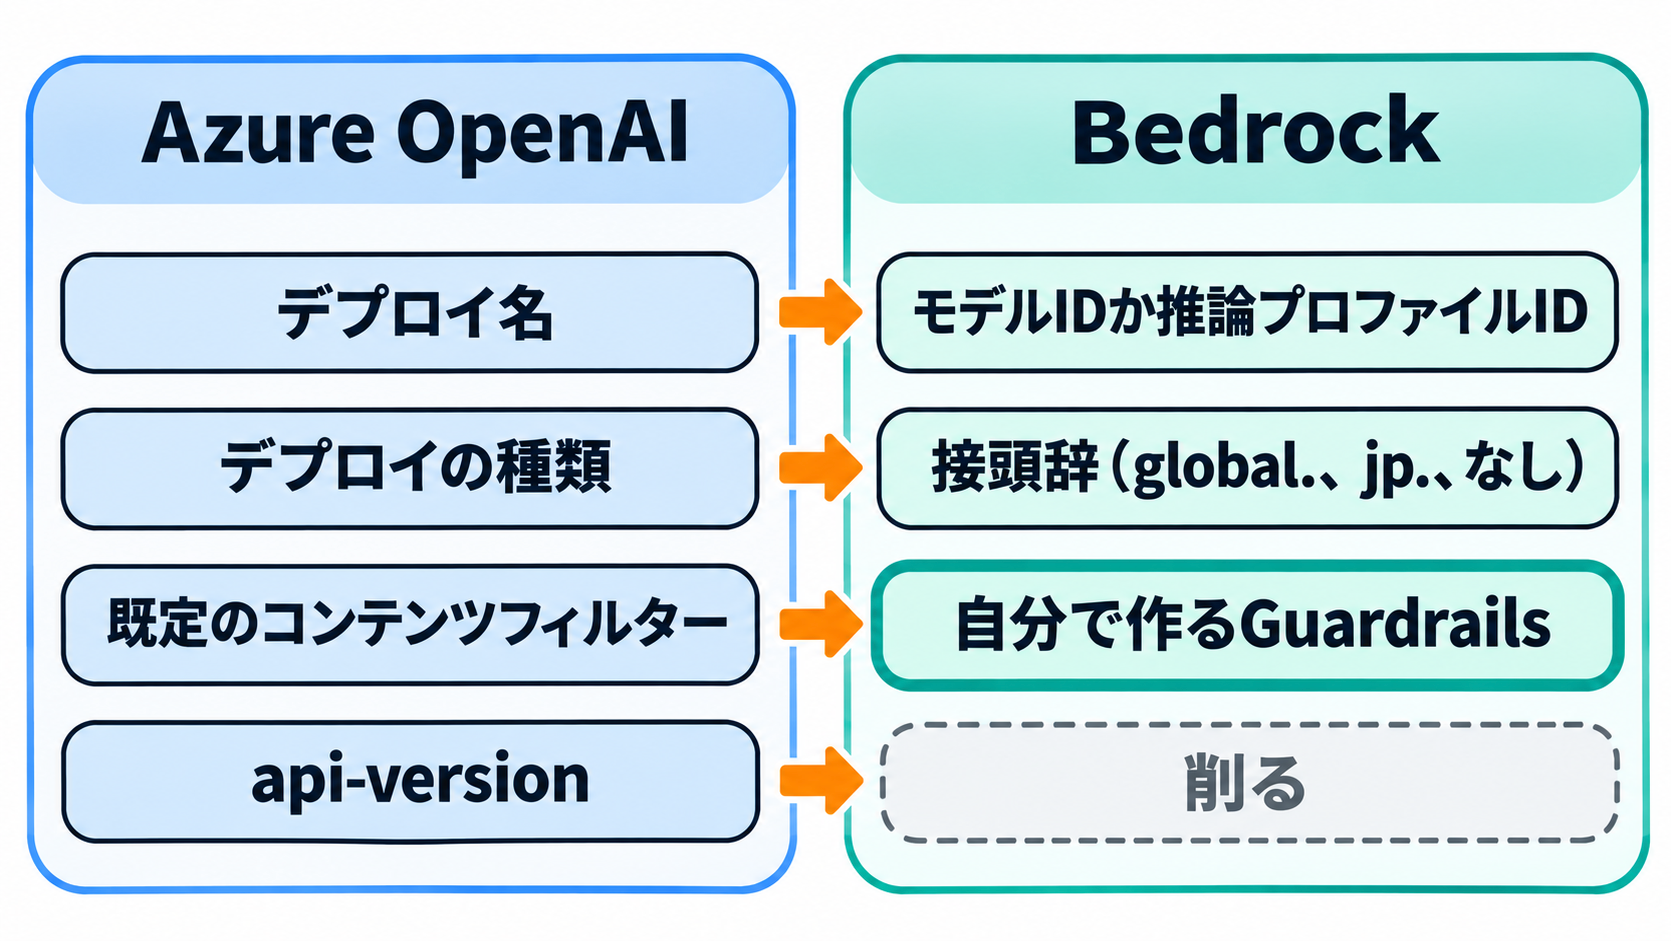 Azure OpenAI
デプロイ名
デプロイの種類
既定のコンテンツフィルター
api-version
Bedrock
モデルIDか推論プロファイルID
接頭辞（global.、jp.、なし）
自分で作るGuardrails
削る